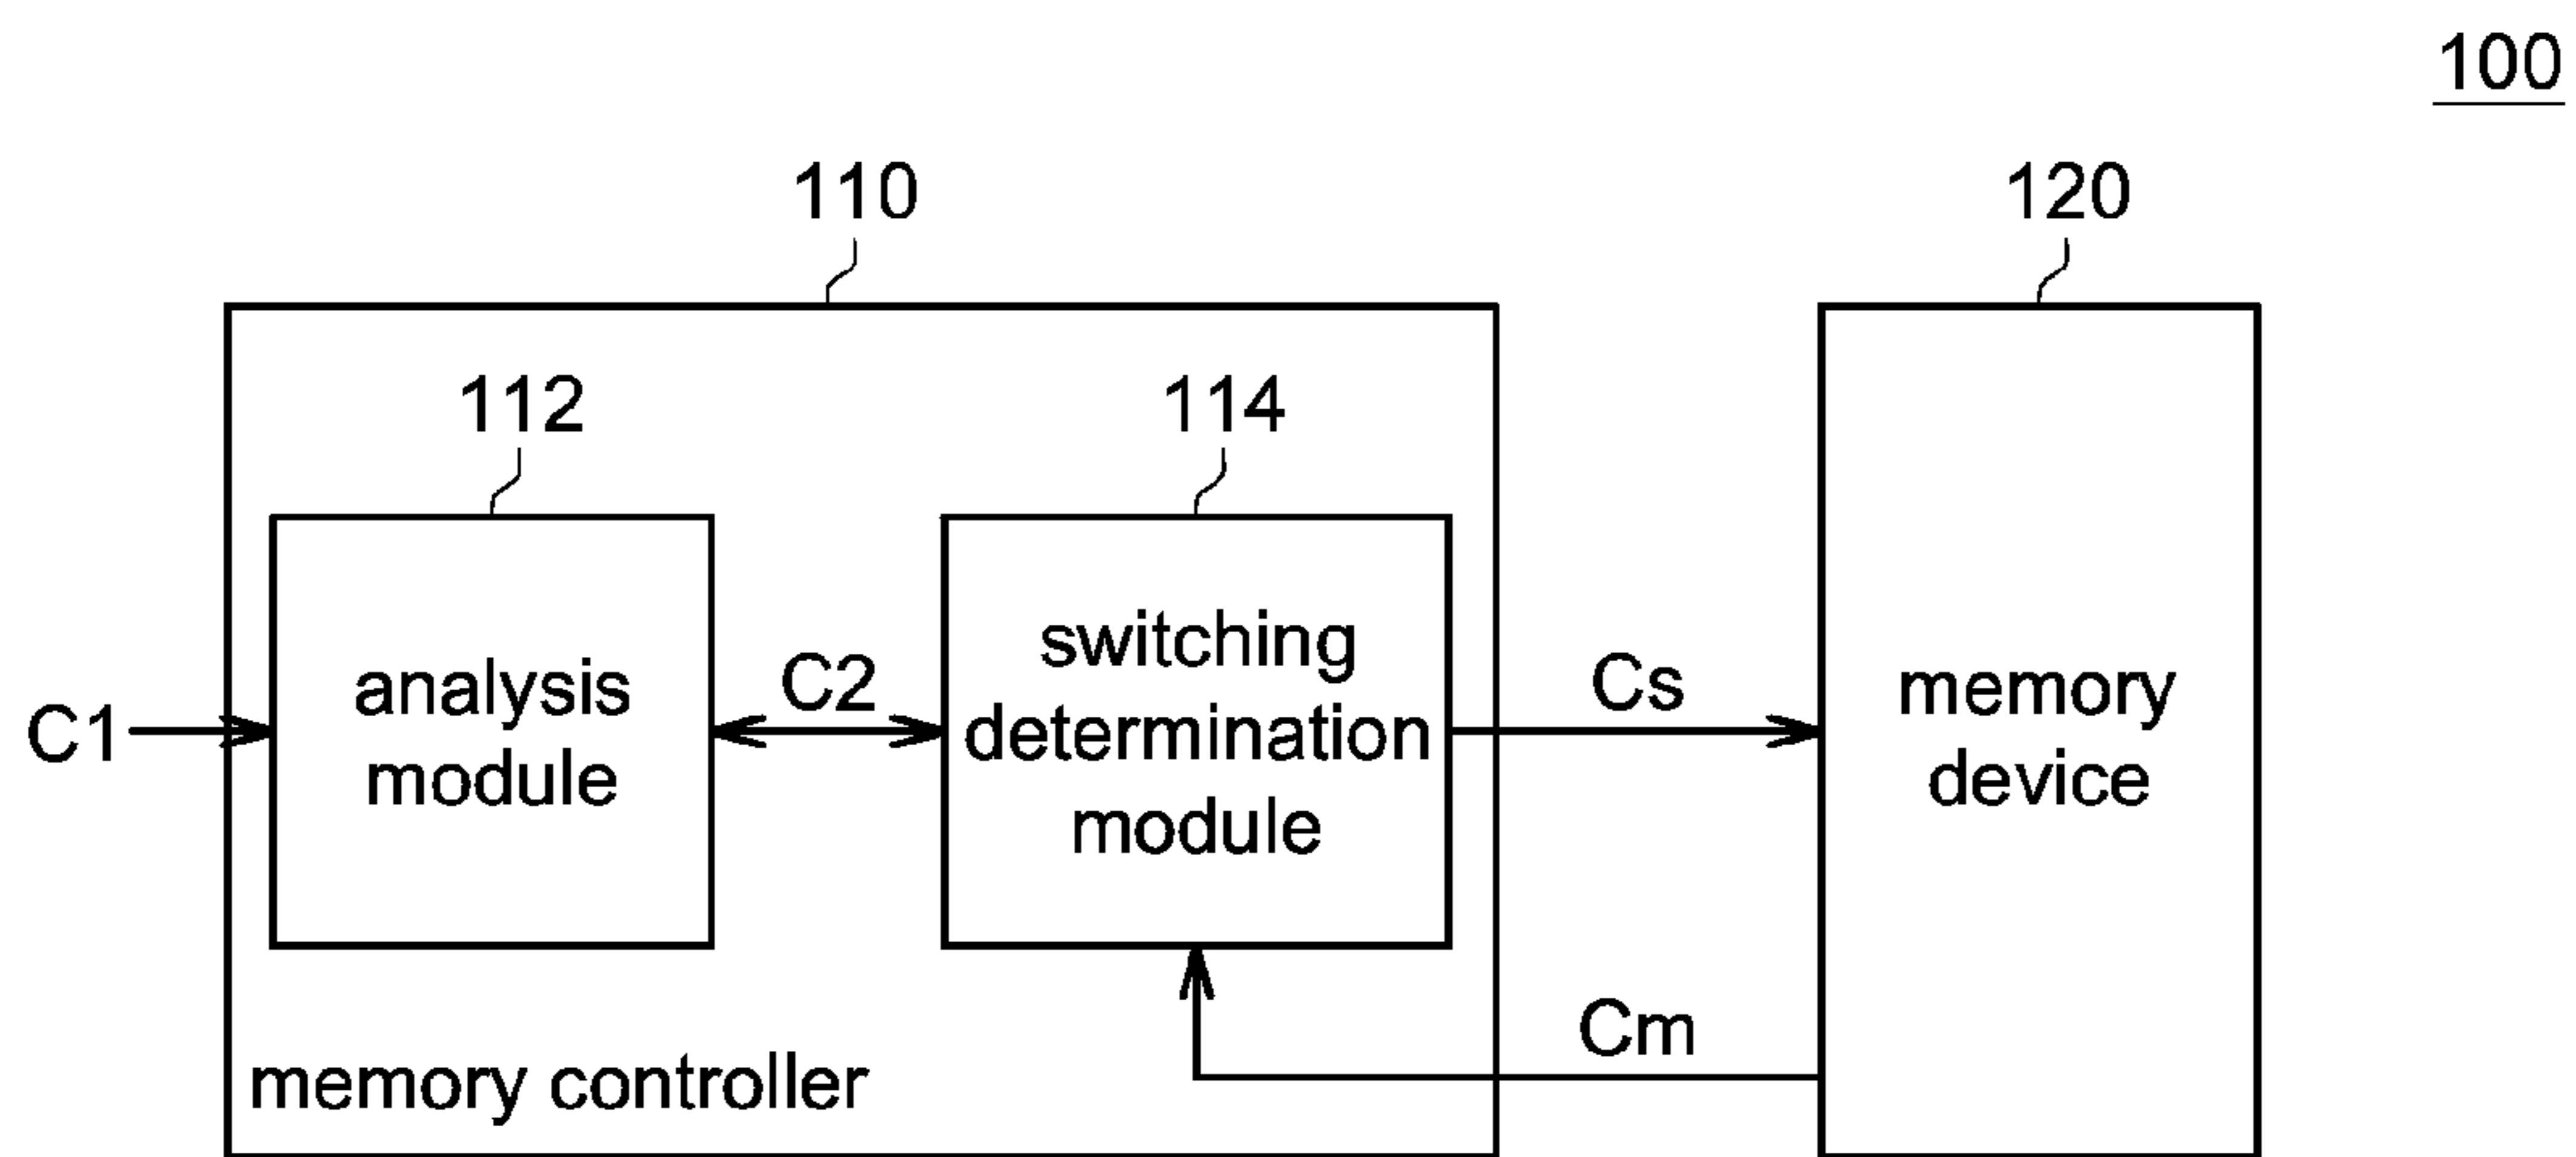 100
110
120
112
114
analysis
module
C1
C2
switching
determination
module
Cs
memory
device
Cm
memory controller